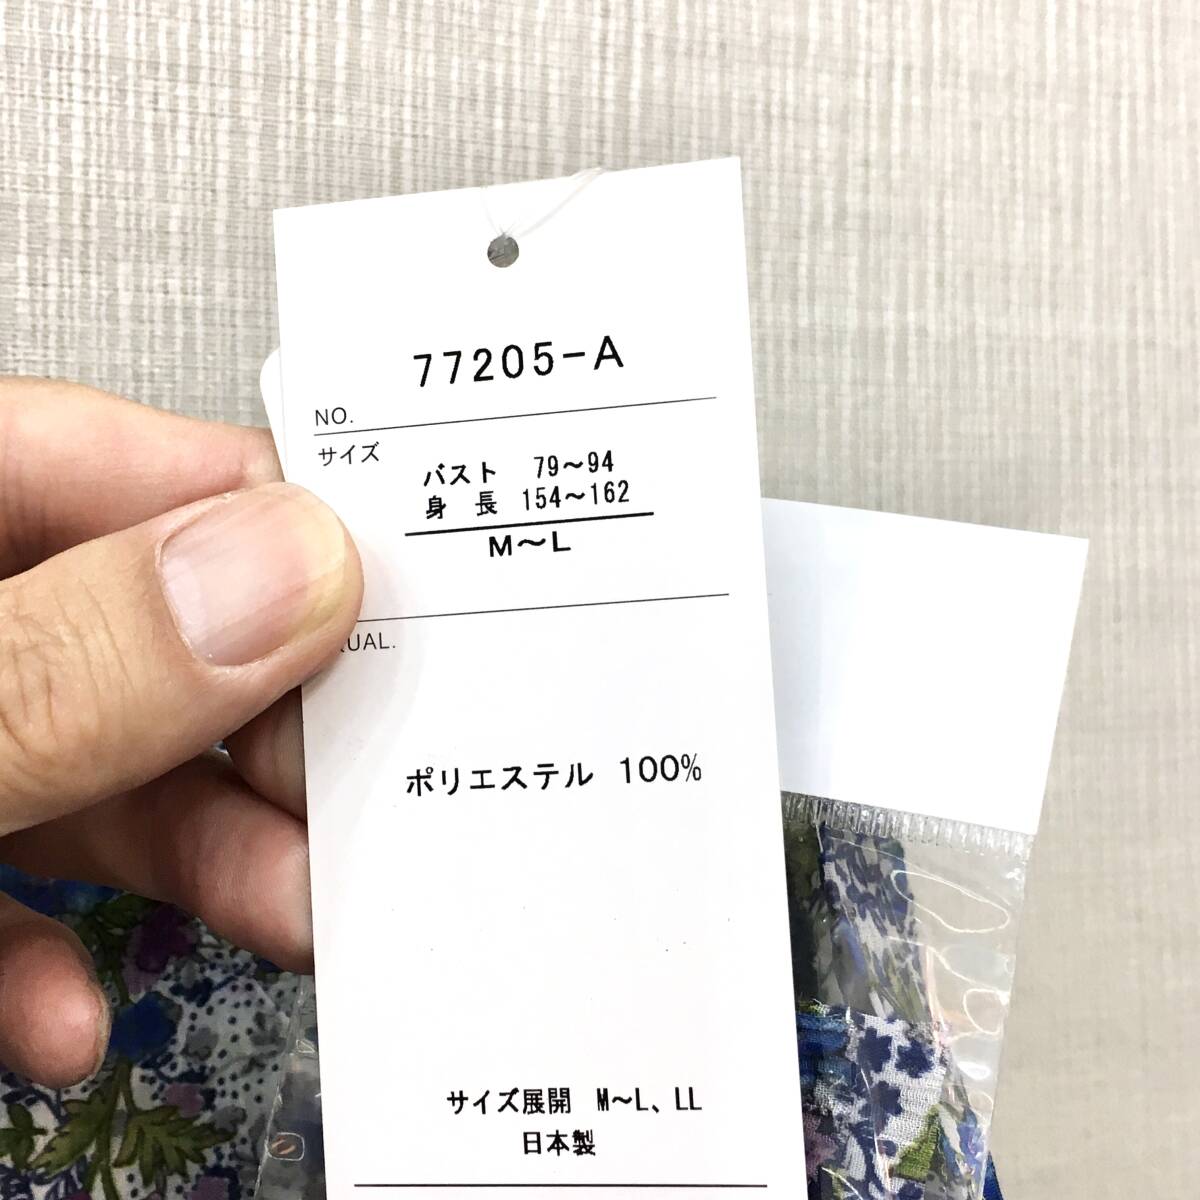 77205-A
NO.
サイズ
バスト 79～94
身 長 154～162
M～L
QUAL.
ポリエステル 100%
サイズ展開 M～L、LL
日本製